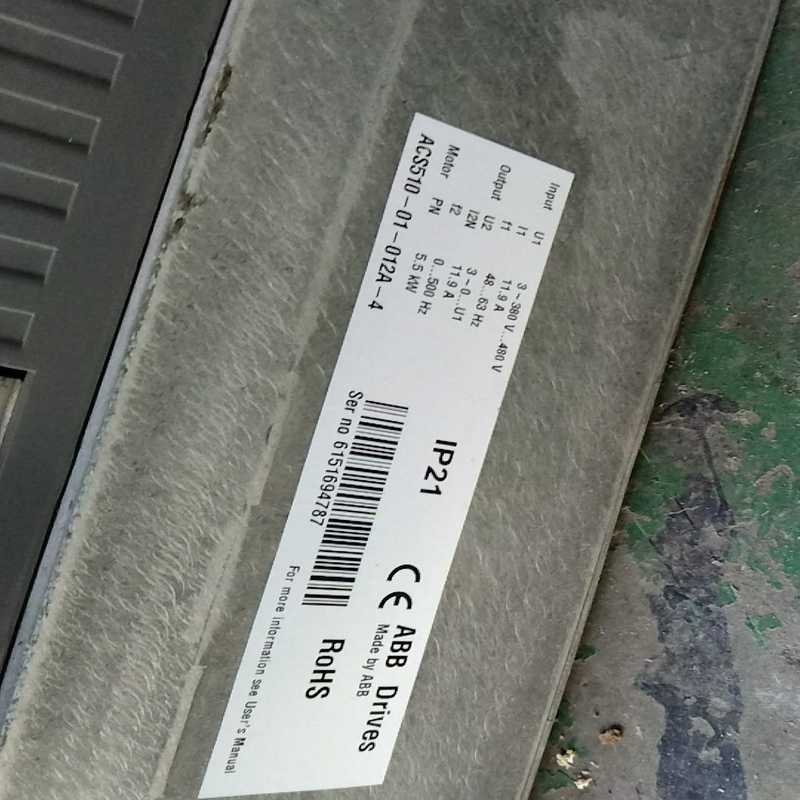 Input U1 3~380 V...480 V
I1 11.9 A
f1 48...63 Hz
Output U2 3~0...U1
I2N 11.9 A
f2 0...500 Hz
Motor PN 5.5 kW
ACS510-01-012A-4
IP21
Ser no 6151694787
CE ABB Drives
Made by ABB
RoHS
For more information see User's Manual